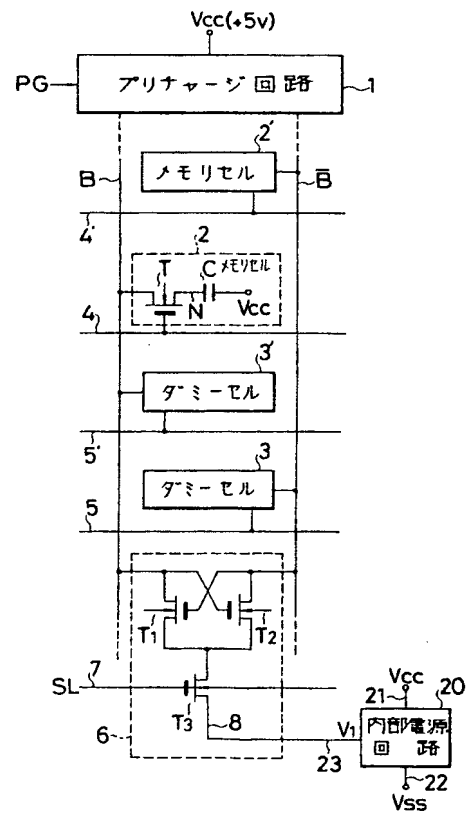 Vcc(+5v)
PG
プリチャージ回路
1
2'
B
メモリセル
B̅
4'
2
T
C
メモリセル
N
Vcc
4
3'
ダミーセル
5'
3
ダミーセル
5
T1
T2
7
SL
T3
8
6
Vcc
21
20
V1
内部電源
回路
23
22
Vss